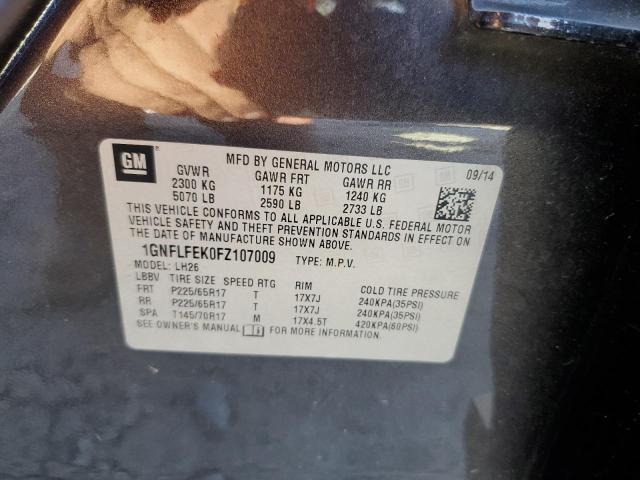 GM
MFD BY GENERAL MOTORS LLC 09/14
GVWR GAWR FRT GAWR RR
2300 KG 1175 KG 1240 KG
5070 LB 2590 LB 2733 LB
THIS VEHICLE CONFORMS TO ALL APPLICABLE U.S. FEDERAL MOTOR
VEHICLE SAFETY AND THEFT PREVENTION STANDARDS IN EFFECT ON
THE DATE OF MANUFACTURE SHOWN ABOVE.
1GNFLFEK0FZ107009 TYPE: M.P.V.
MODEL: LH26
LBBV TIRE SIZE SPEED RTG RIM COLD TIRE PRESSURE
FRT P225/65R17 T 17X7J 240KPA(35PSI)
RR P225/65R17 T 17X7J 240KPA(35PSI)
SPA T145/70R17 M 17X4.5T 420KPA(60PSI)
SEE OWNER'S MANUAL FOR MORE INFORMATION.